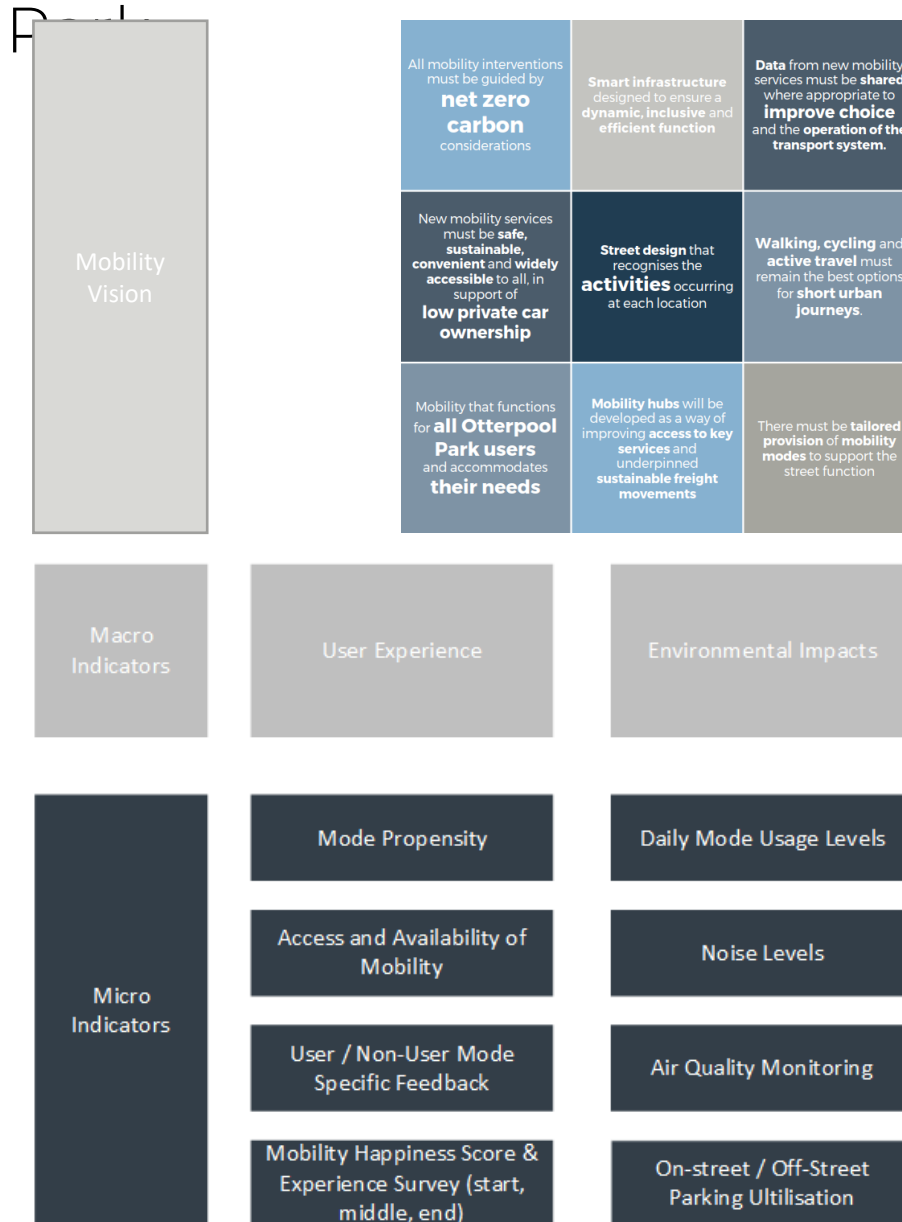 Park
Mobility
Vision
All mobility interventions
must be guided by
net zero
carbon
considerations
Smart infrastructure
designed to ensure a
dynamic, inclusive and
efficient function
Data from new mobility
services must be shared
where appropriate to
improve choice
and the operation of the
transport system.
New mobility services
must be safe,
sustainable,
convenient and widely
accessible to all, in
support of
low private car
ownership
Street design that
recognises the
activities occurring
at each location
Walking, cycling and
active travel must
remain the best options
for short urban
journeys.
Mobility that functions
for all Otterpool
Park users
and accommodates
their needs
Mobility hubs will be
developed as a way of
improving access to key
services and
underpinned
sustainable freight
movements
There must be tailored
provision of mobility
modes to support the
street function
Macro
Indicators
User Experience
Environmental Impacts
Micro
Indicators
Mode Propensity
Daily Mode Usage Levels
Access and Availability of
Mobility
Noise Levels
User / Non-User Mode
Specific Feedback
Air Quality Monitoring
Mobility Happiness Score &
Experience Survey (start,
middle, end)
On-street / Off-Street
Parking Ultilisation